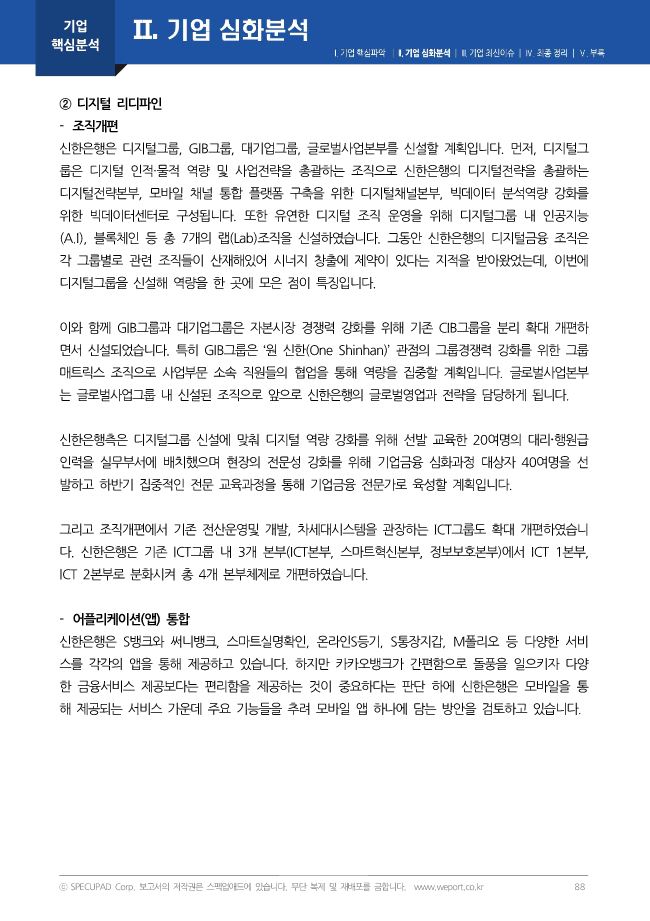 기업
핵심분석
Ⅱ. 기업 심화분석
Ⅰ. 기업 핵심파악 | Ⅱ. 기업 심화분석 | Ⅲ. 기업 최신이슈 | Ⅳ. 최종 정리 | Ⅴ. 부록
② 디지털 리디파인
- 조직개편
신한은행은 디지털그룹, GIB그룹, 대기업그룹, 글로벌사업본부를 신설할 계획입니다. 먼저, 디지털그
룹은 디지털 인적·물적 역량 및 사업전략을 총괄하는 조직으로 신한은행의 디지털전략을 총괄하는
디지털전략본부, 모바일 채널 통합 플랫폼 구축을 위한 디지털채널본부, 빅데이터 분석역량 강화를
위한 빅데이터센터로 구성됩니다. 또한 유연한 디지털 조직 운영을 위해 디지털그룹 내 인공지능
(A.I), 블록체인 등 총 7개의 랩(Lab)조직을 신설하였습니다. 그동안 신한은행의 디지털금융 조직은
각 그룹별로 관련 조직들이 산재해있어 시너지 창출에 제약이 있다는 지적을 받아왔었는데, 이번에
디지털그룹을 신설해 역량을 한 곳에 모은 점이 특징입니다.
이와 함께 GIB그룹과 대기업그룹은 자본시장 경쟁력 강화를 위해 기존 CIB그룹을 분리 확대 개편하
면서 신설되었습니다. 특히 GIB그룹은 ‘원 신한(One Shinhan)’ 관점의 그룹경쟁력 강화를 위한 그룹
매트릭스 조직으로 사업부문 소속 직원들의 협업을 통해 역량을 집중할 계획입니다. 글로벌사업본부
는 글로벌사업그룹 내 신설된 조직으로 앞으로 신한은행의 글로벌영업과 전략을 담당하게 됩니다.
신한은행측은 디지털그룹 신설에 맞춰 디지털 역량 강화를 위해 선발 교육한 20여명의 대리·행원급
인력을 실무부서에 배치했으며 현장의 전문성 강화를 위해 기업금융 심화과정 대상자 40여명을 선
발하고 하반기 집중적인 전문 교육과정을 통해 기업금융 전문가로 육성할 계획입니다.
그리고 조직개편에서 기존 전산운영및 개발, 차세대시스템을 관장하는 ICT그룹도 확대 개편하였습니
다. 신한은행은 기존 ICT그룹 내 3개 본부(ICT본부, 스마트혁신본부, 정보보호본부)에서 ICT 1본부,
ICT 2본부로 분화시켜 총 4개 본부체제로 개편하였습니다.
- 어플리케이션(앱) 통합
신한은행은 S뱅크와 써니뱅크, 스마트실명확인, 온라인S등기, S통장지갑, M폴리오 등 다양한 서비
스를 각각의 앱을 통해 제공하고 있습니다. 하지만 카카오뱅크가 간편함으로 돌풍을 일으키자 다양
한 금융서비스 제공보다는 편리함을 제공하는 것이 중요하다는 판단 하에 신한은행은 모바일을 통
해 제공되는 서비스 가운데 주요 기능들을 추려 모바일 앱 하나에 담는 방안을 검토하고 있습니다.
ⓒ SPECUPAD Corp. 보고서의 저작권은 스펙업애드에 있습니다. 무단 복제 및 재배포를 금합니다. www.weport.co.kr 88